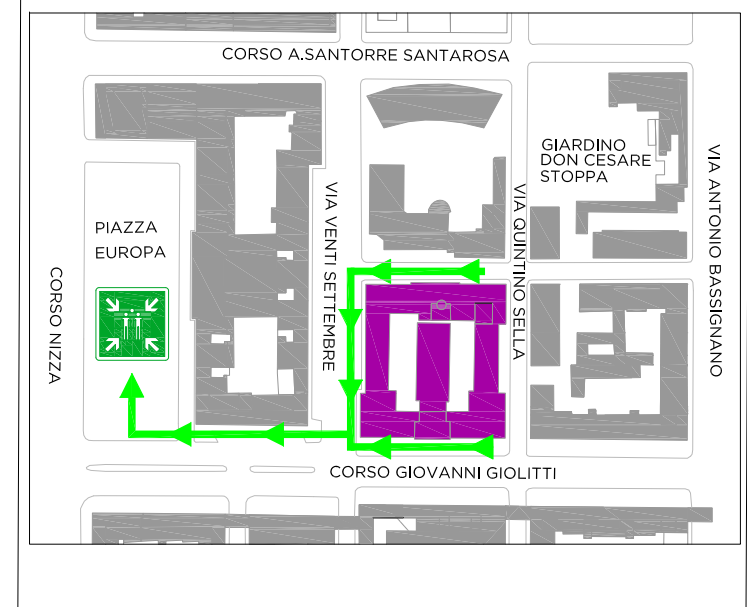 CORSO A.SANTORRE SANTAROSA
GIARDINO
DON CESARE
STOPPA
VIA ANTONIO BASSIGNANO
VIA VENTI SETTEMBRE
VIA QUINTINO SELLA
PIAZZA
EUROPA
CORSO NIZZA
CORSO GIOVANNI GIOLITTI